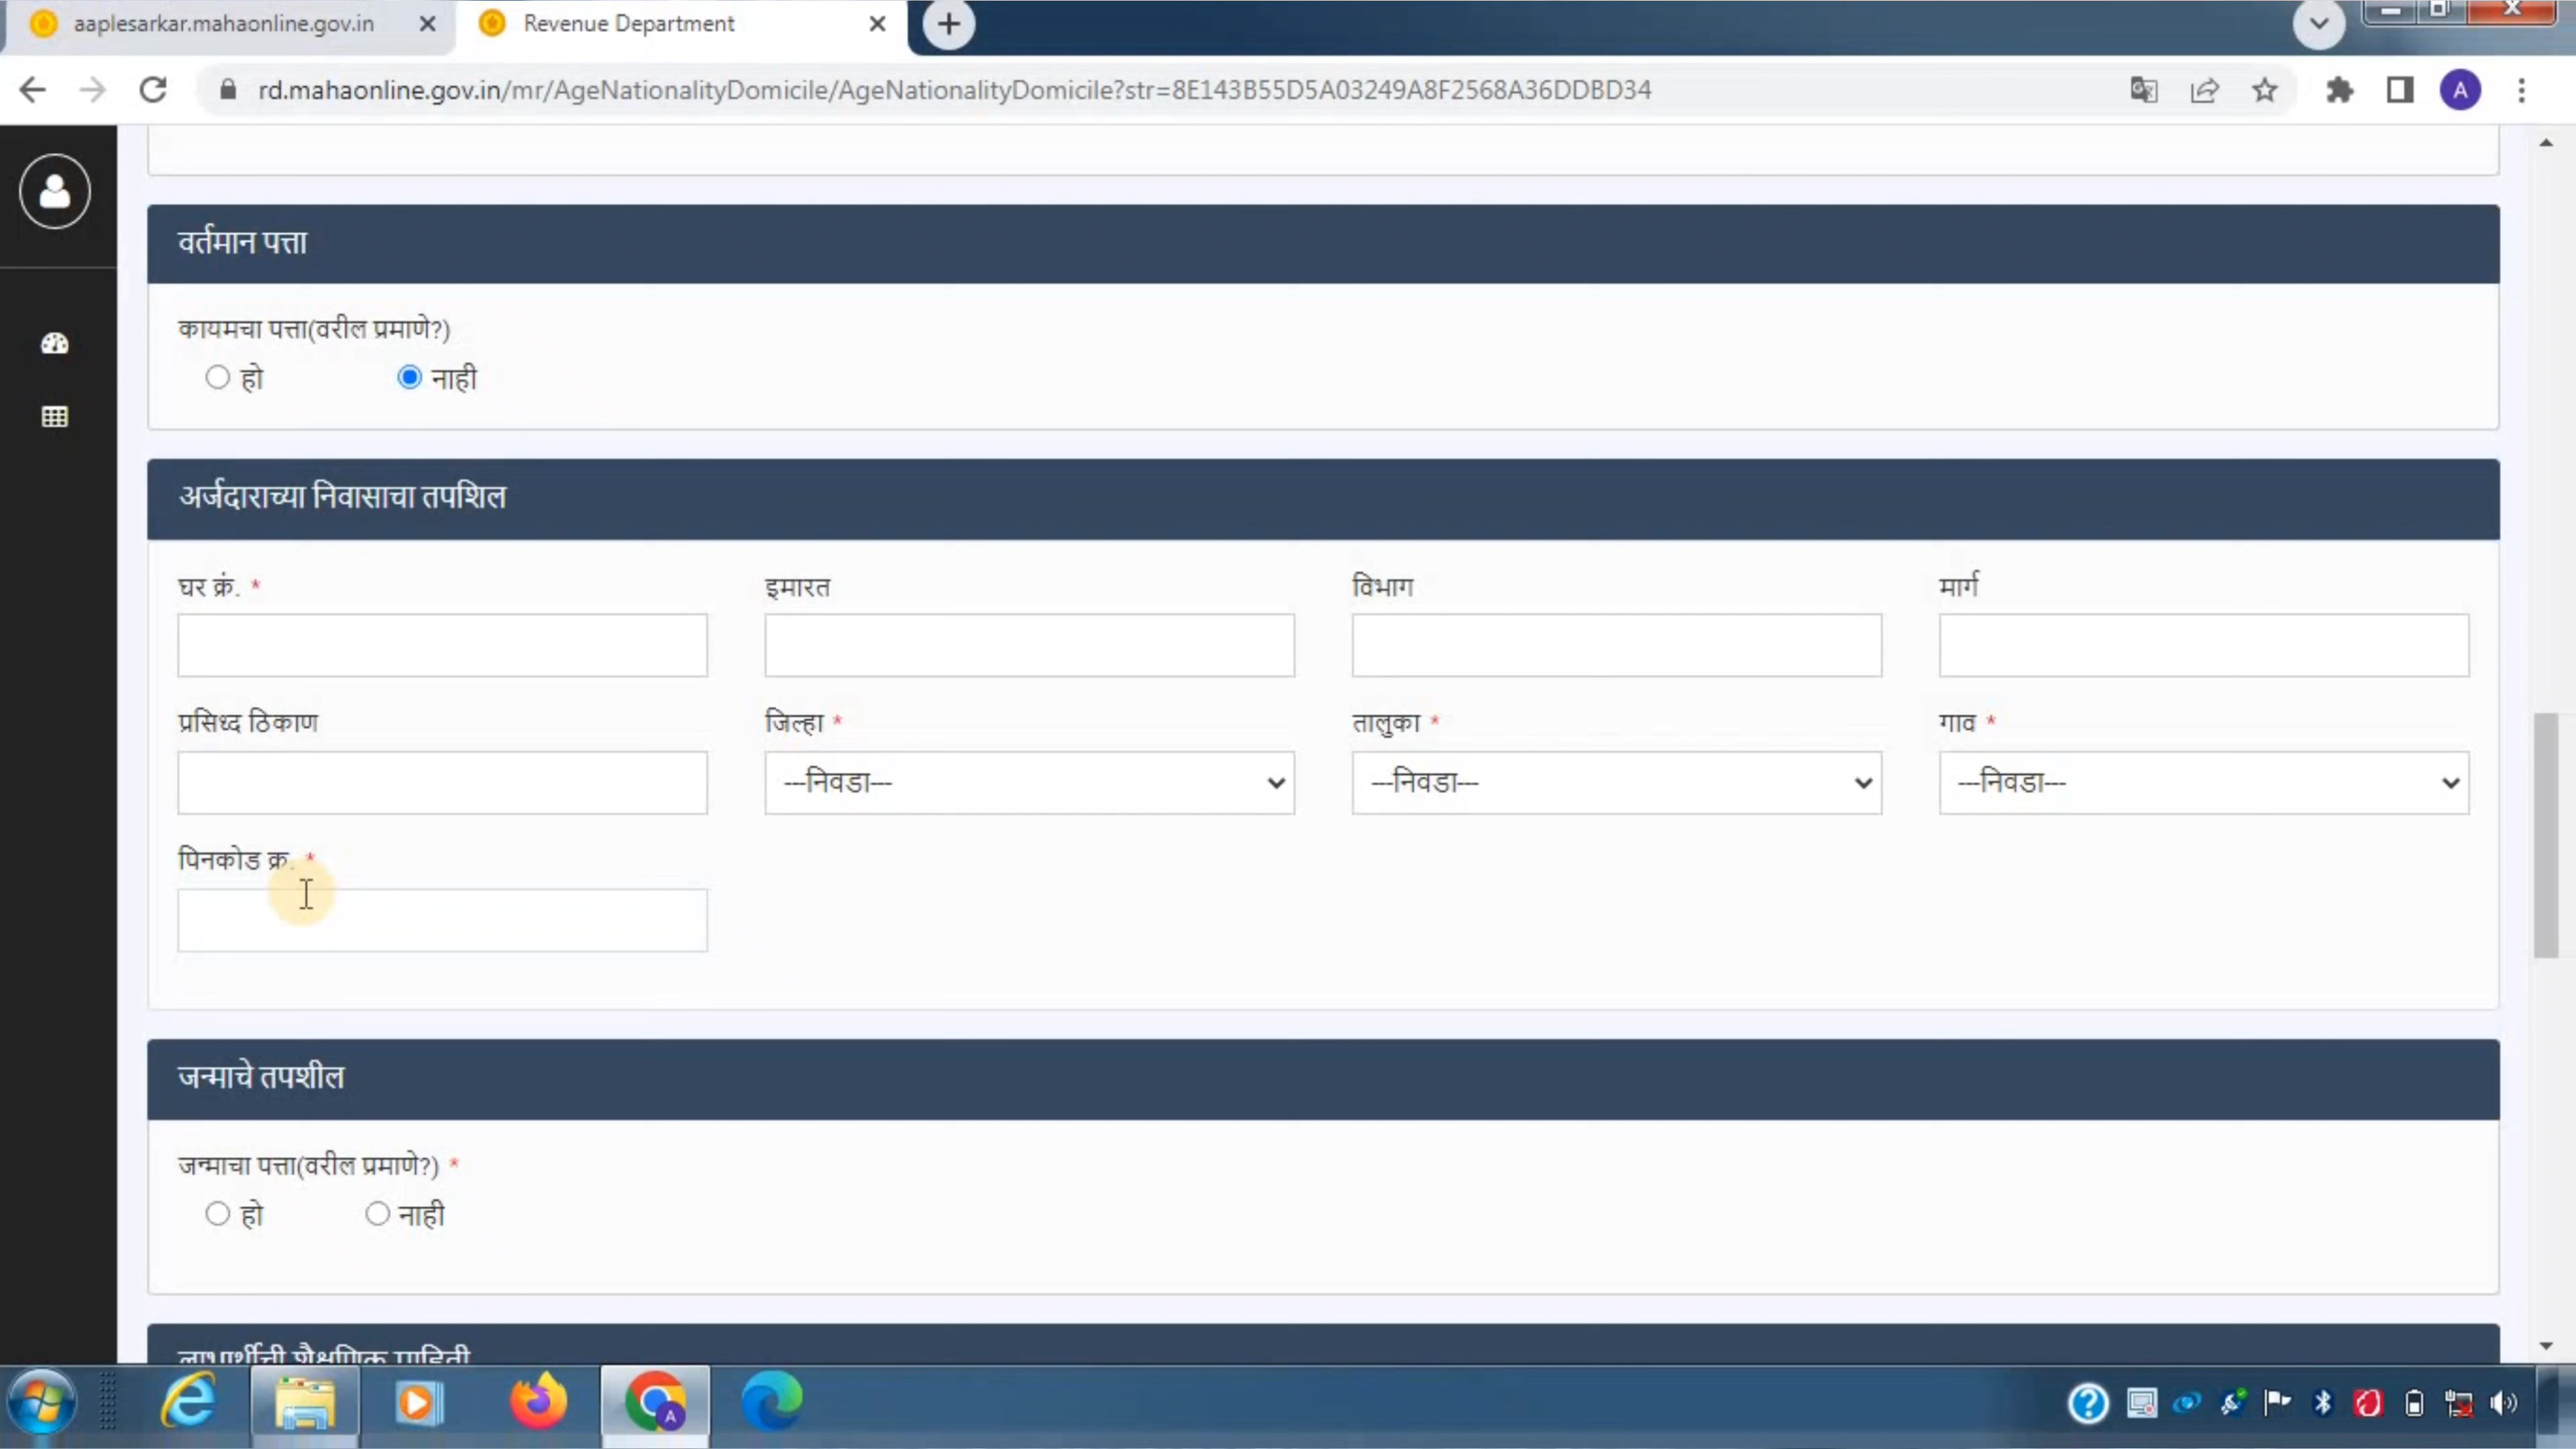 aaplesarkar.mahaonline.gov.in
Revenue Department
rd.mahaonline.gov.in/mr/AgeNationalityDomicile/AgeNationalityDomicile?str=8E143B55D5A03249A8F2568A36DDBD34
A
वर्तमान पत्ता
कायमचा पत्ता(वरील प्रमाणे?)
हो नाही
अर्जदाराच्या निवासाचा तपशिल
घर क्रं. * इमारत विभाग मार्ग
प्रसिध्द ठिकाण जिल्हा * तालुका * गाव *
---निवडा--- ---निवडा--- ---निवडा---
पिनकोड क्र. *
जन्माचे तपशील
जन्माचा पत्ता(वरील प्रमाणे?) *
हो नाही
लाभार्थीची शैक्षणिक माहिती
A